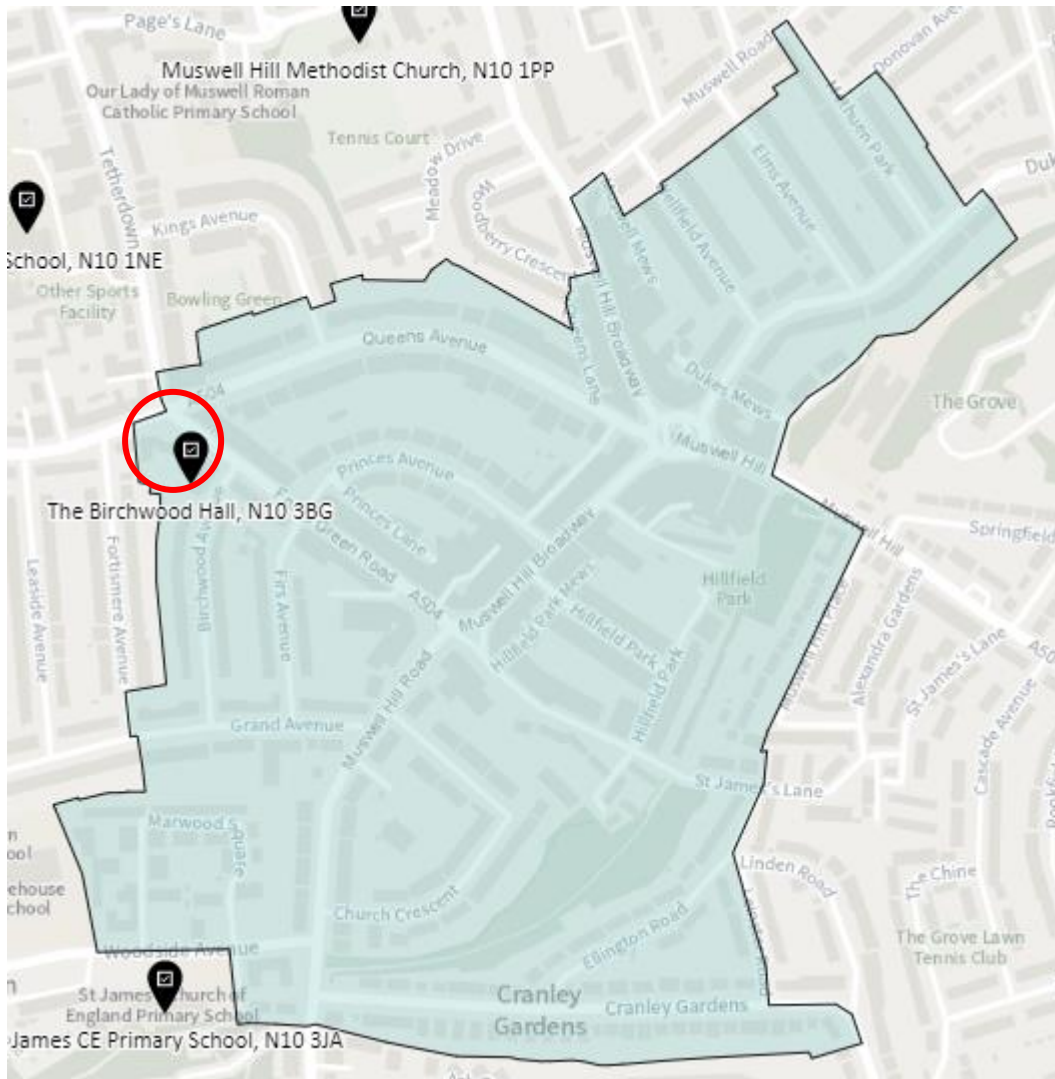 Page's Lane
Muswell Hill Methodist Church, N10 1PP
Our Lady of Muswell Roman
Catholic Primary School
Muswell Road
Donovan
Tennis Court
Meadow Drive
Woodberry Crescent
Tetherdown
Elms Avenue
Kings Avenue
School, N10 1NE
Other Sports
Facility
Bowling Green
Muswell Hill Broadway
Queens Avenue
Queens Lane
Dukes Mews
The Grove
Muswell Hill
Princes Avenue
Princes Lane
The Birchwood Hall, N10 3BG
Muswell Hill
Springfield
Green Road
A504
Muswell Hill Broadway
Leaside Avenue
Fortismere Avenue
Firs Avenue
Hillfield
Park
Hillfield Park Mews
Hillfield Park
Hillfield Park
Alexandra Gardens
St James's Lane
Muswell Hill Road
Grand Avenue
Cascade Avenue
St James's Lane
Marwood Square
Linden Road
The Chine
Church Crescent
Ellington Road
Woodside Avenue
The Grove Lawn
Tennis Club
St James Church of
England Primary School
James CE Primary School, N10 3JA
Cranley
Gardens
Cranley Gardens